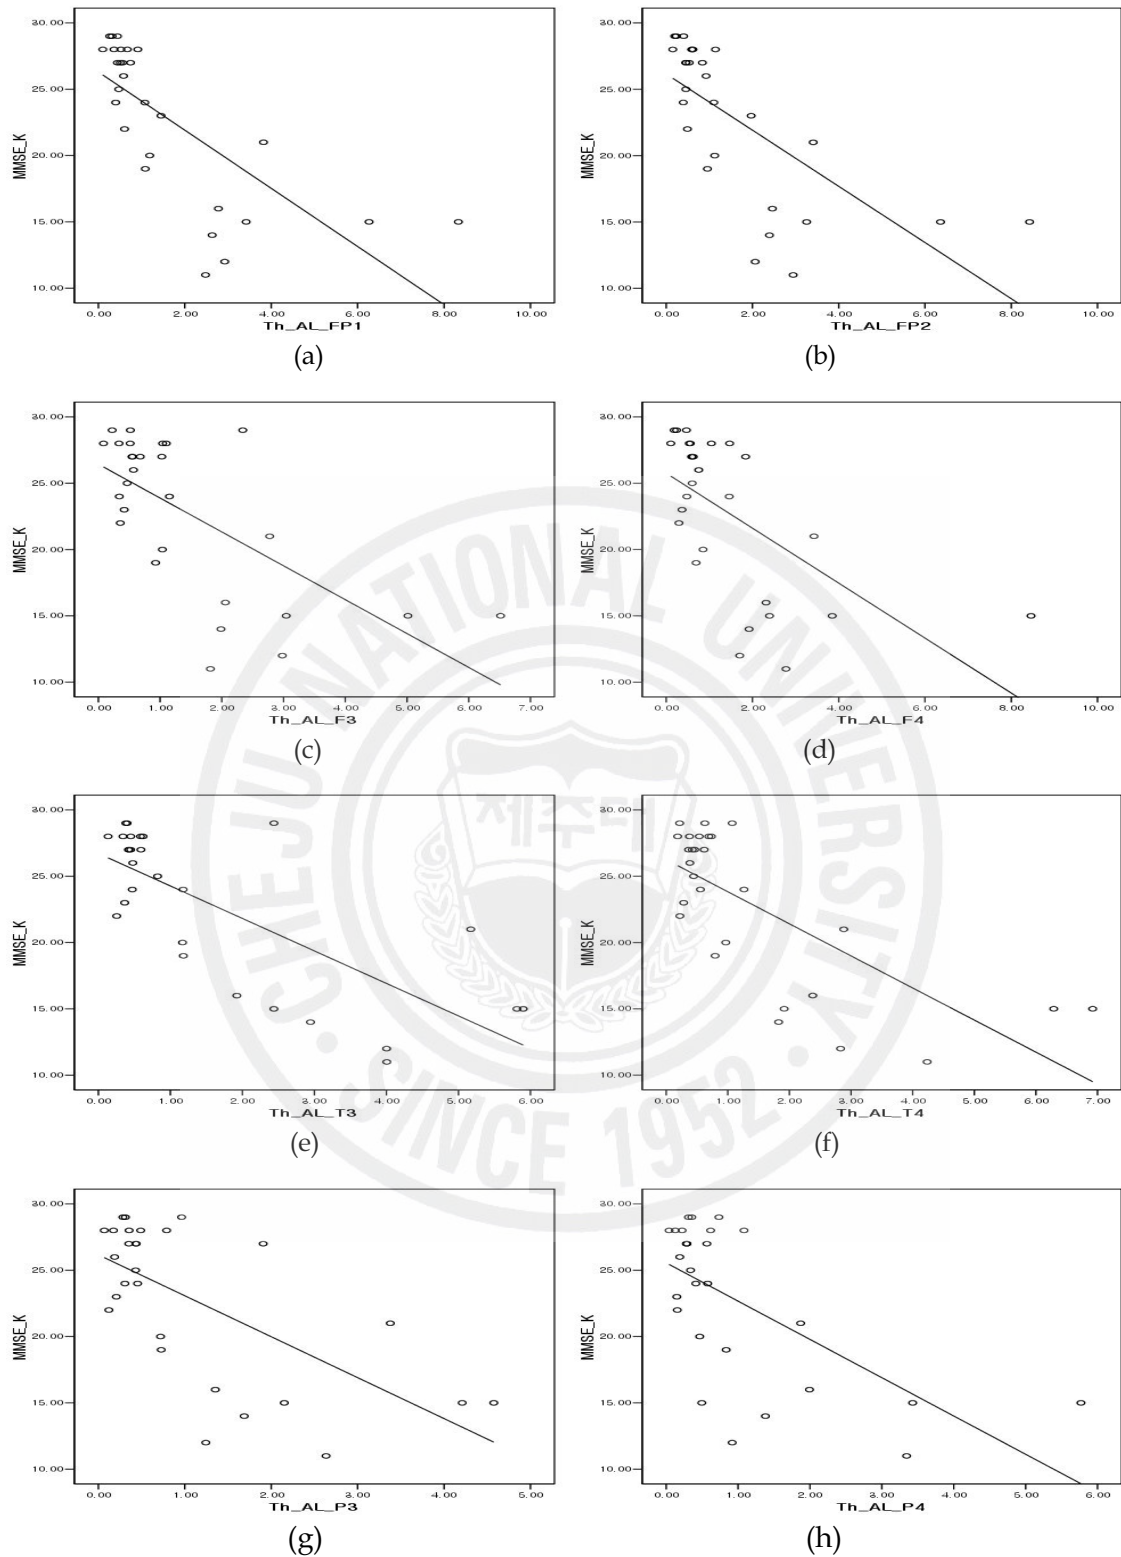 MMSE_K
30.00
25.00
20.00
15.00
10.00
0.00 2.00 4.00 6.00 8.00 10.00
Th_AL_FP1
(a)
MMSE_K
30.00
25.00
20.00
15.00
10.00
0.00 2.00 4.00 6.00 8.00 10.00
Th_AL_FP2
(b)
MMSE_K
30.00
25.00
20.00
15.00
10.00
0.00 1.00 2.00 3.00 4.00 5.00 6.00 7.00
Th_AL_F3
(c)
MMSE_K
30.00
25.00
20.00
15.00
10.00
0.00 2.00 4.00 6.00 8.00 10.00
Th_AL_F4
(d)
MMSE_K
30.00
25.00
20.00
15.00
10.00
0.00 1.00 2.00 3.00 4.00 5.00 6.00
Th_AL_T3
(e)
MMSE_K
30.00
25.00
20.00
15.00
10.00
0.00 1.00 2.00 3.00 4.00 5.00 6.00 7.00
Th_AL_T4
(f)
MMSE_K
30.00
25.00
20.00
15.00
10.00
0.00 1.00 2.00 3.00 4.00 5.00
Th_AL_P3
(g)
MMSE_K
30.00
25.00
20.00
15.00
10.00
0.00 1.00 2.00 3.00 4.00 5.00 6.00
Th_AL_P4
(h)
CHEJU NATIONAL UNIVERSITY
제주대
SINCE 1952